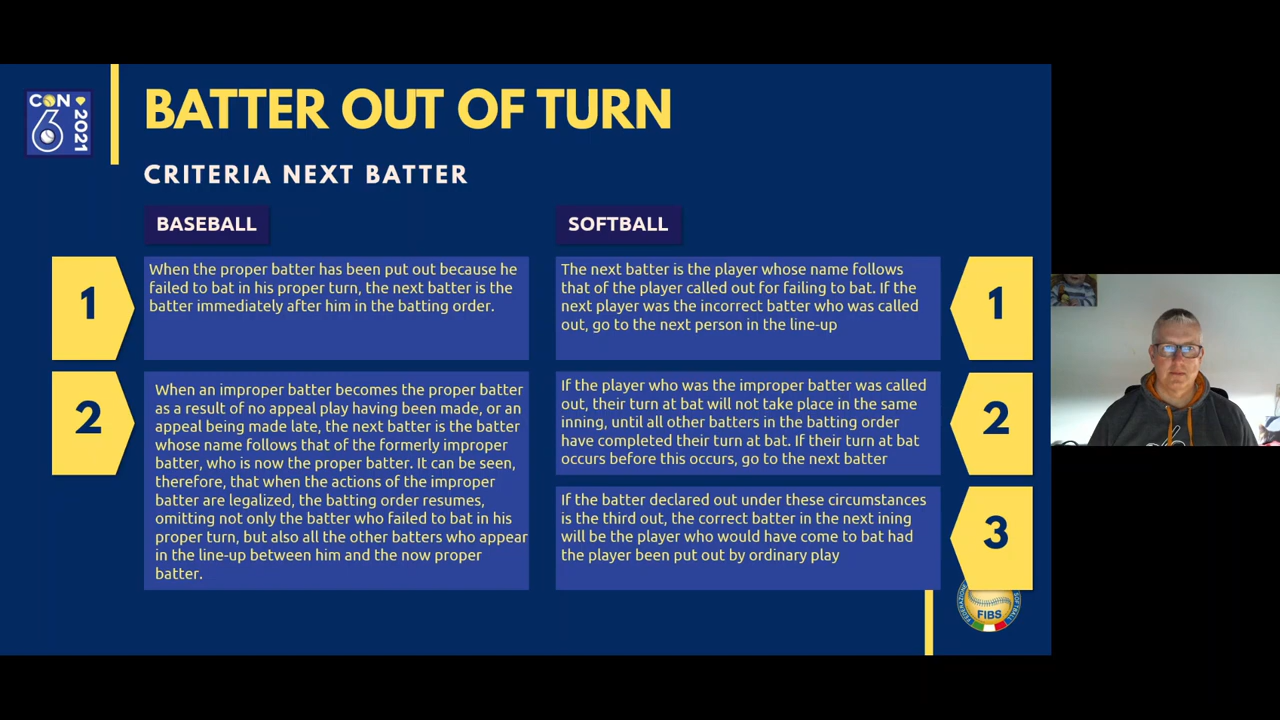 CON
6
2021
BATTER OUT OF TURN
CRITERIA NEXT BATTER
BASEBALL
1
When the proper batter has been put out because he
failed to bat in his proper turn, the next batter is the
batter immediately after him in the batting order.
2
When an improper batter becomes the proper batter
as a result of no appeal play having been made, or an
appeal being made late, the next batter is the batter
whose name follows that of the formerly improper
batter, who is now the proper batter. It can be seen,
therefore, that when the actions of the improper
batter are legalized, the batting order resumes,
omitting not only the batter who failed to bat in his
proper turn, but also all the other batters who appear
in the line-up between him and the now proper
batter.
SOFTBALL
The next batter is the player whose name follows
that of the player called out for failing to bat. If the
next player was the incorrect batter who was called
out, go to the next person in the line-up
1
If the player who was the improper batter was called
out, their turn at bat will not take place in the same
inning, until all other batters in the batting order
have completed their turn at bat. If their turn at bat
occurs before this occurs, go to the next batter
2
If the batter declared out under these circumstances
is the third out, the correct batter in the next ining
will be the player who would have come to bat had
the player been put out by ordinary play
3
FIBS